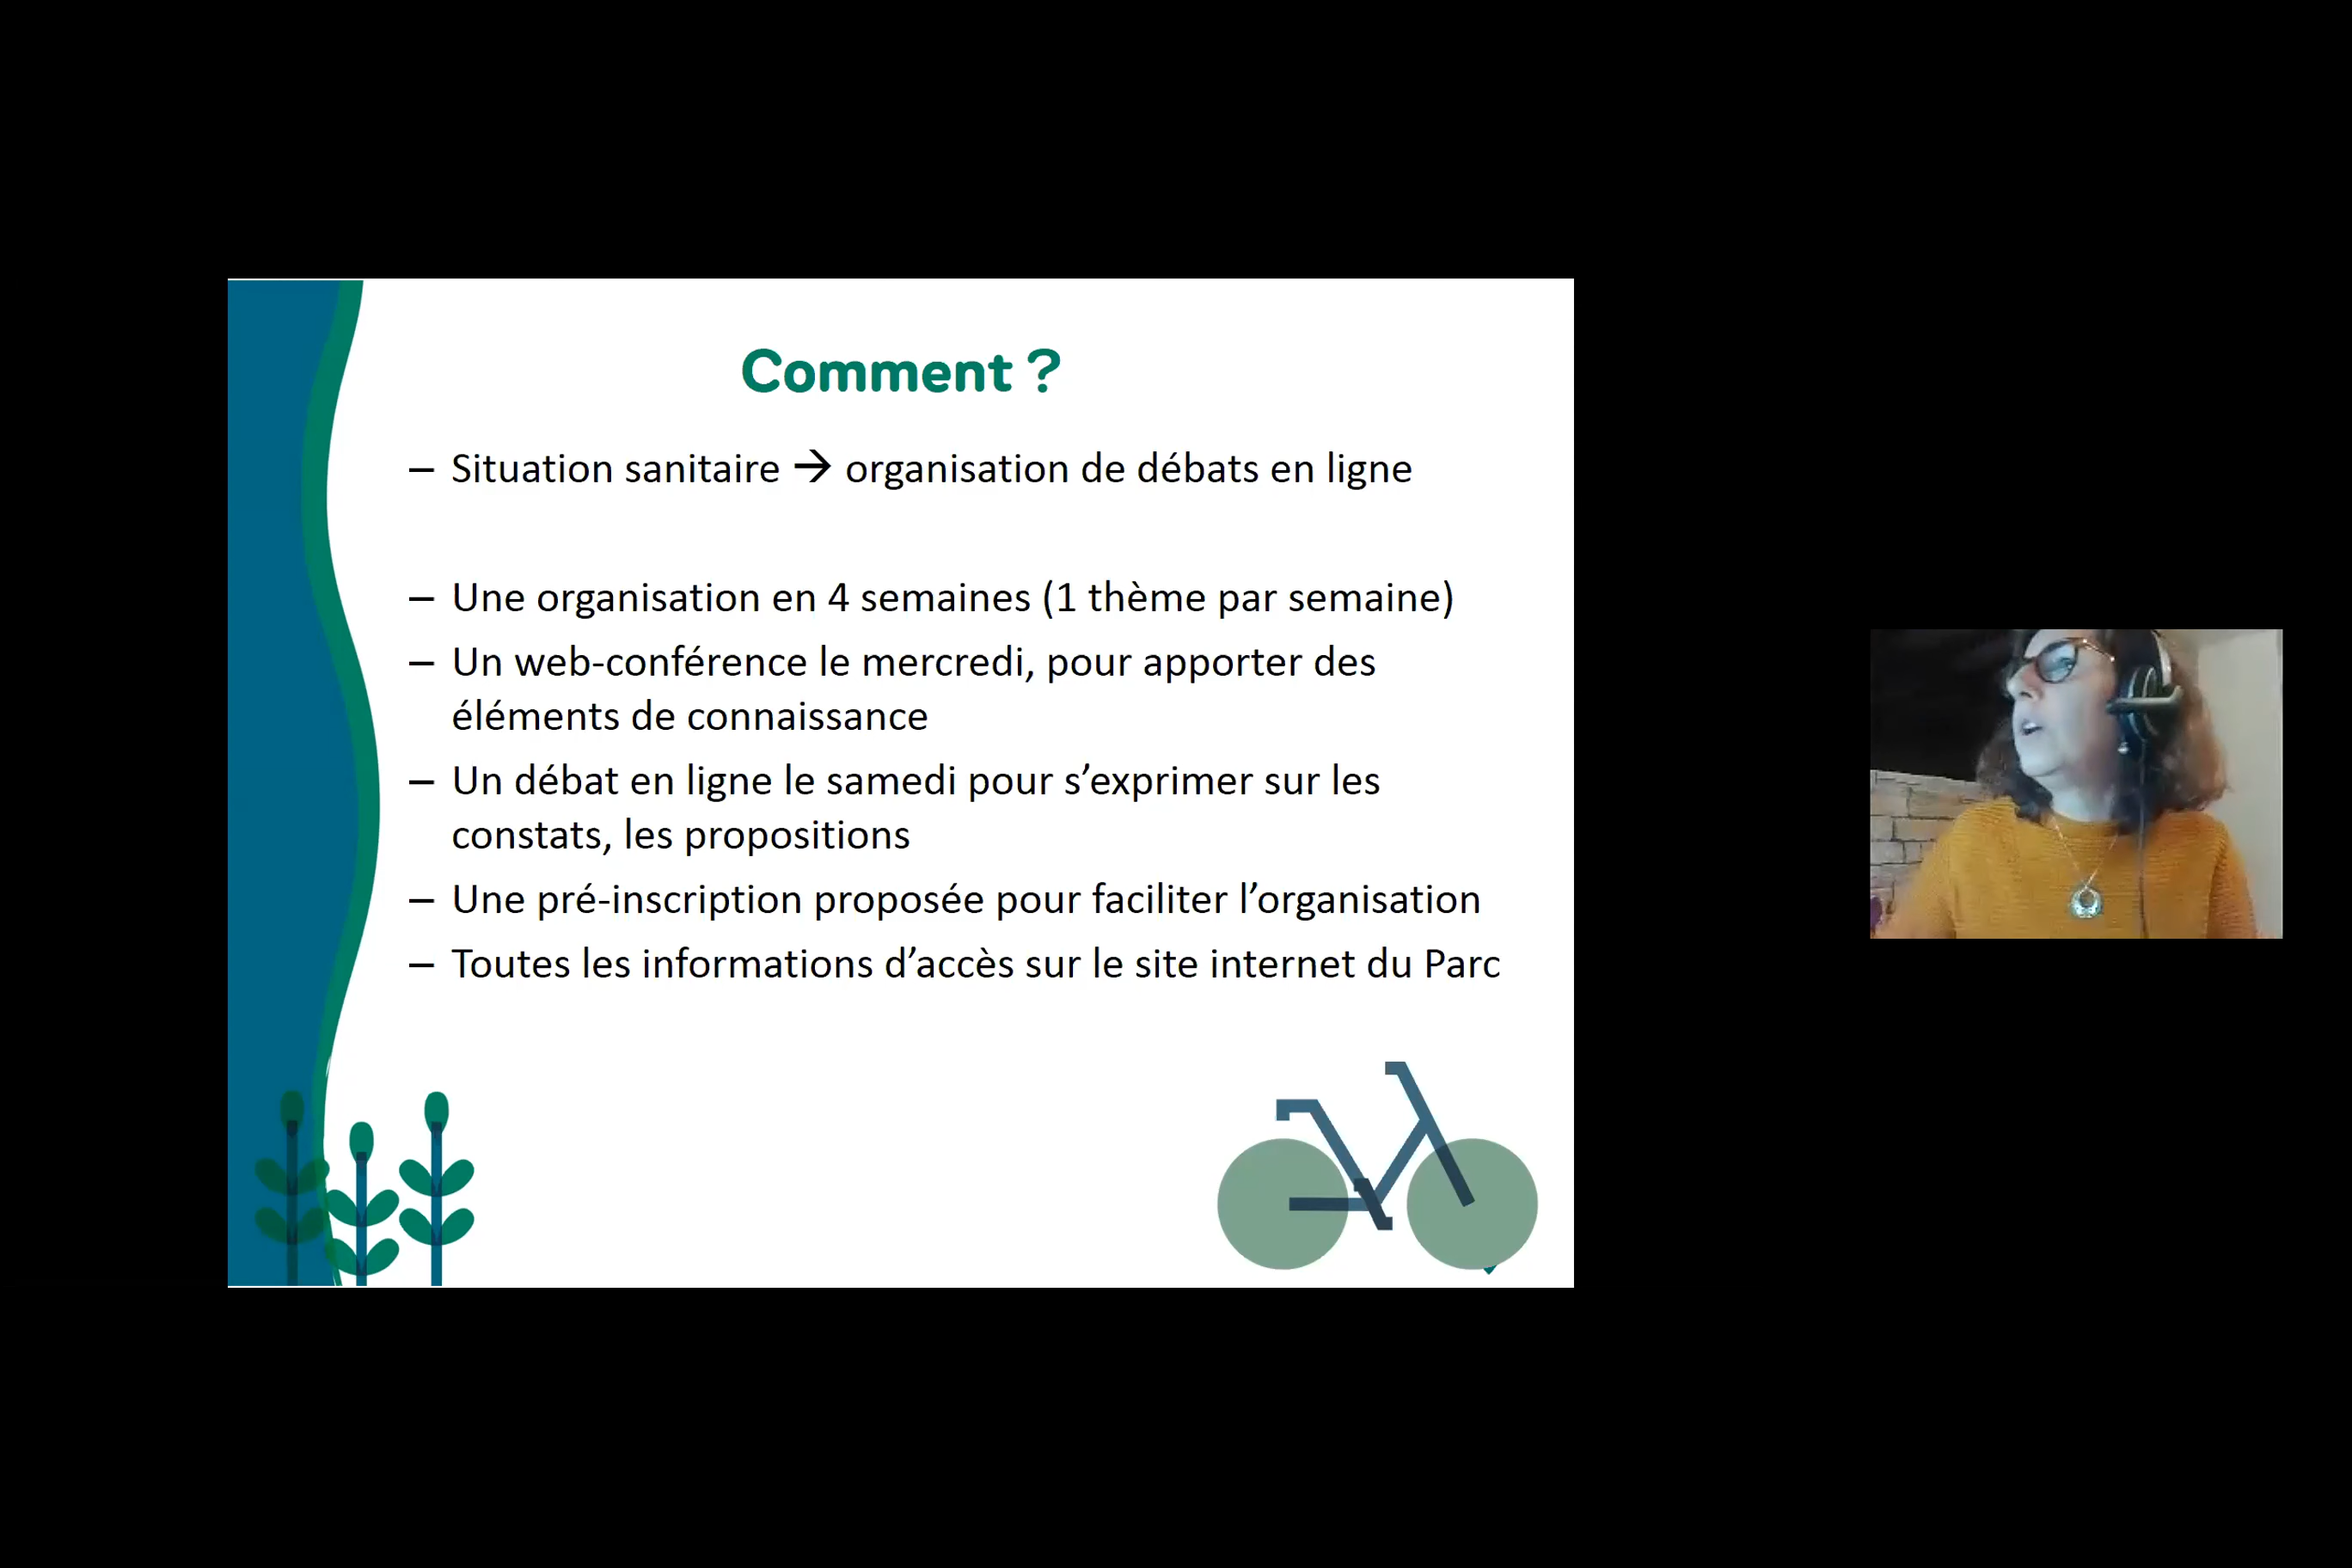 Comment ?
– Situation sanitaire → organisation de débats en ligne
– Une organisation en 4 semaines (1 thème par semaine)
– Un web-conférence le mercredi, pour apporter des
éléments de connaissance
– Un débat en ligne le samedi pour s’exprimer sur les
constats, les propositions
– Une pré-inscription proposée pour faciliter l’organisation
– Toutes les informations d’accès sur le site internet du Parc